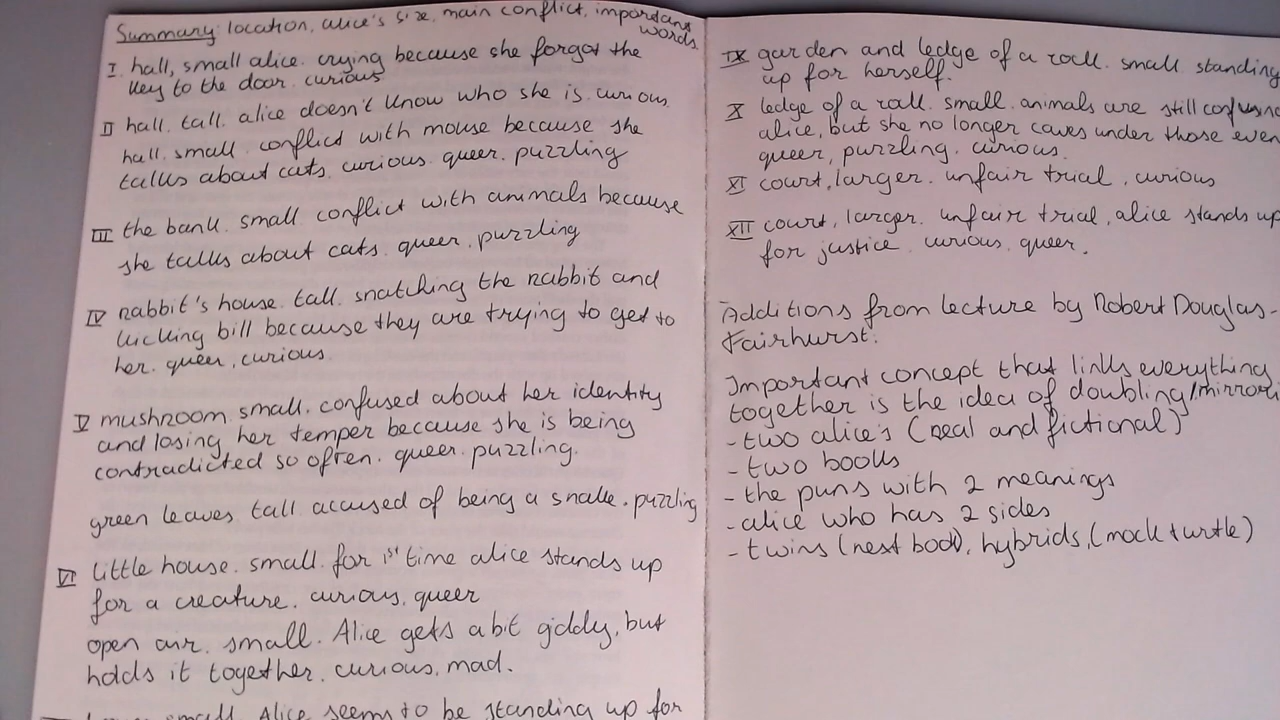 Summary: location, alice's size, main conflict, important
words
I hall, small alice. crying because she forgot the
key to the door. curious
II hall. tall. alice doesn't know who she is. curious
hall. small. conflict with mouse because she
talks about cats. curious. queer. puzzling
III the bank. small conflict with animals because
she talks about cats. queer. puzzling
IV rabbit's house. tall. snatching the rabbit and
kicking bill because they are trying to get to
her. queer, curious.
V mushroom small. confused about her identity
and losing her temper because she is being
contradicted so often. queer. puzzling.
green leaves tall accused of being a snake. puzzling
VI little house. small. for 1st time alice stands up
for a creature. curious, queer
open air. small. Alice gets a bit giddy, but
holds it together. curious, mad.
small. Alice seems to be standing up for
IX garden and ledge of a rock. small standing
up for herself.
X ledge of a rock. small. animals are still confusing
alice, but she no longer caves under those even
queer, puzzling. curious.
XI court, larger. unfair trial, curious
XII court, larger. unfair trial, alice stands up
for justice. curious. queer.
Additions from lecture by Robert Douglas-
Fairhurst:
Important concept that links everything
together is the idea of doubling/mirror
- two alice's (real and fictional)
- two books
- the puns with 2 meanings
- alice who has 2 sides
- twins (next book), hybrids, (mock turtle)